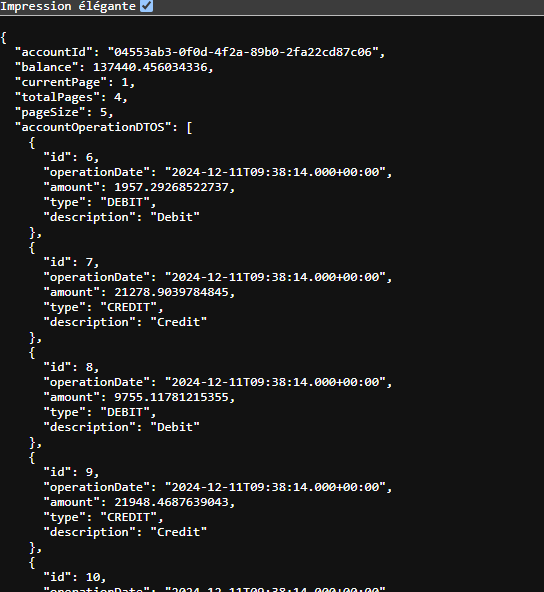 Impression élégante
{
"accountId": "04553ab3-0f0d-4f2a-89b0-2fa22cd87c06",
"balance": 137440.456034336,
"currentPage": 1,
"totalPages": 4,
"pageSize": 5,
"accountOperationDTOS": [
{
"id": 6,
"operationDate": "2024-12-11T09:38:14.000+00:00",
"amount": 1957.29268522737,
"type": "DEBIT",
"description": "Debit"
},
{
"id": 7,
"operationDate": "2024-12-11T09:38:14.000+00:00",
"amount": 21278.9039784845,
"type": "CREDIT",
"description": "Credit"
},
{
"id": 8,
"operationDate": "2024-12-11T09:38:14.000+00:00",
"amount": 9755.11781215355,
"type": "DEBIT",
"description": "Debit"
},
{
"id": 9,
"operationDate": "2024-12-11T09:38:14.000+00:00",
"amount": 21948.4687639043,
"type": "CREDIT",
"description": "Credit"
},
{
"id": 10,
"operationDate": "2024-12-11T09:38:14.000+00:00",